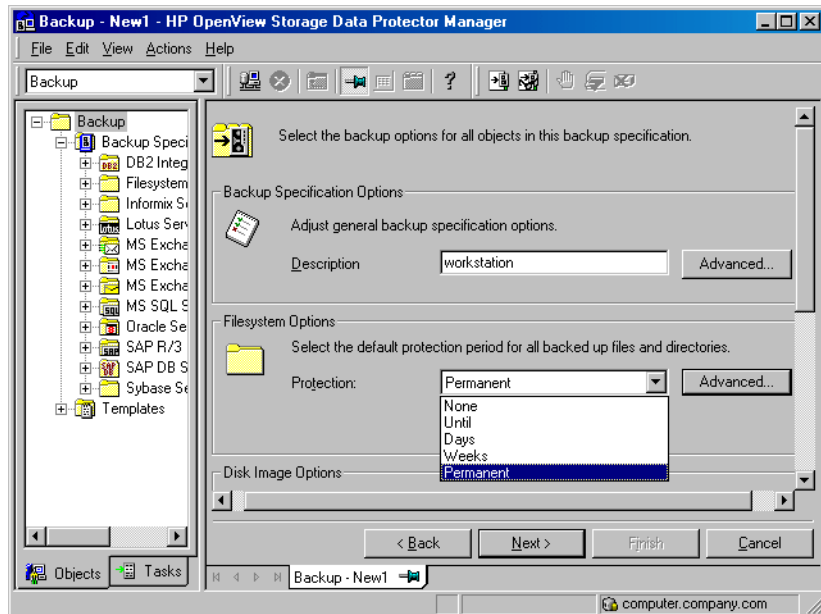 Backup - New1 - HP OpenView Storage Data Protector Manager
File Edit View Actions Help
Backup
Backup
Backup Speci
DB2 Integ
Filesystem
Informix S
Lotus Ser
MS Excha
MS Excha
MS Excha
MS SQL S
Oracle Se
SAP R/3
SAP DB S
Sybase Se
Templates
Objects
Tasks
Select the backup options for all objects in this backup specification.
Backup Specification Options
Adjust general backup specification options.
Description
workstation
Advanced...
Filesystem Options
Select the default protection period for all backed up files and directories.
Protection:
Permanent
Advanced...
None
Until
Days
Weeks
Permanent
Disk Image Options
< Back
Next >
Finish
Cancel
Backup - New1
computer.company.com